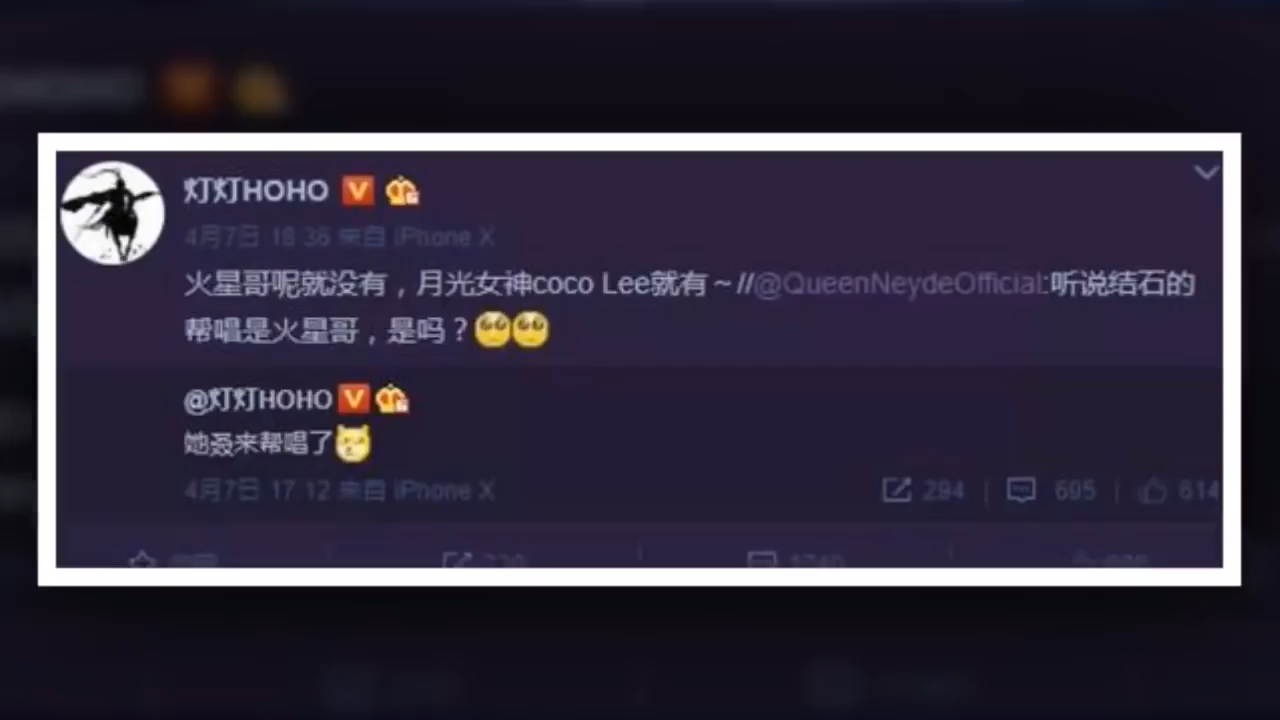 灯灯HOHO
4月7日 18:36 来自 iPhone X
火星哥呢就没有，月光女神coco Lee就有～//@QueenNeydeOfficial:听说结石的
帮唱是火星哥，是吗？
@灯灯HOHO
她叒来帮唱了
4月7日 17:12 来自 iPhone X
294 695 614